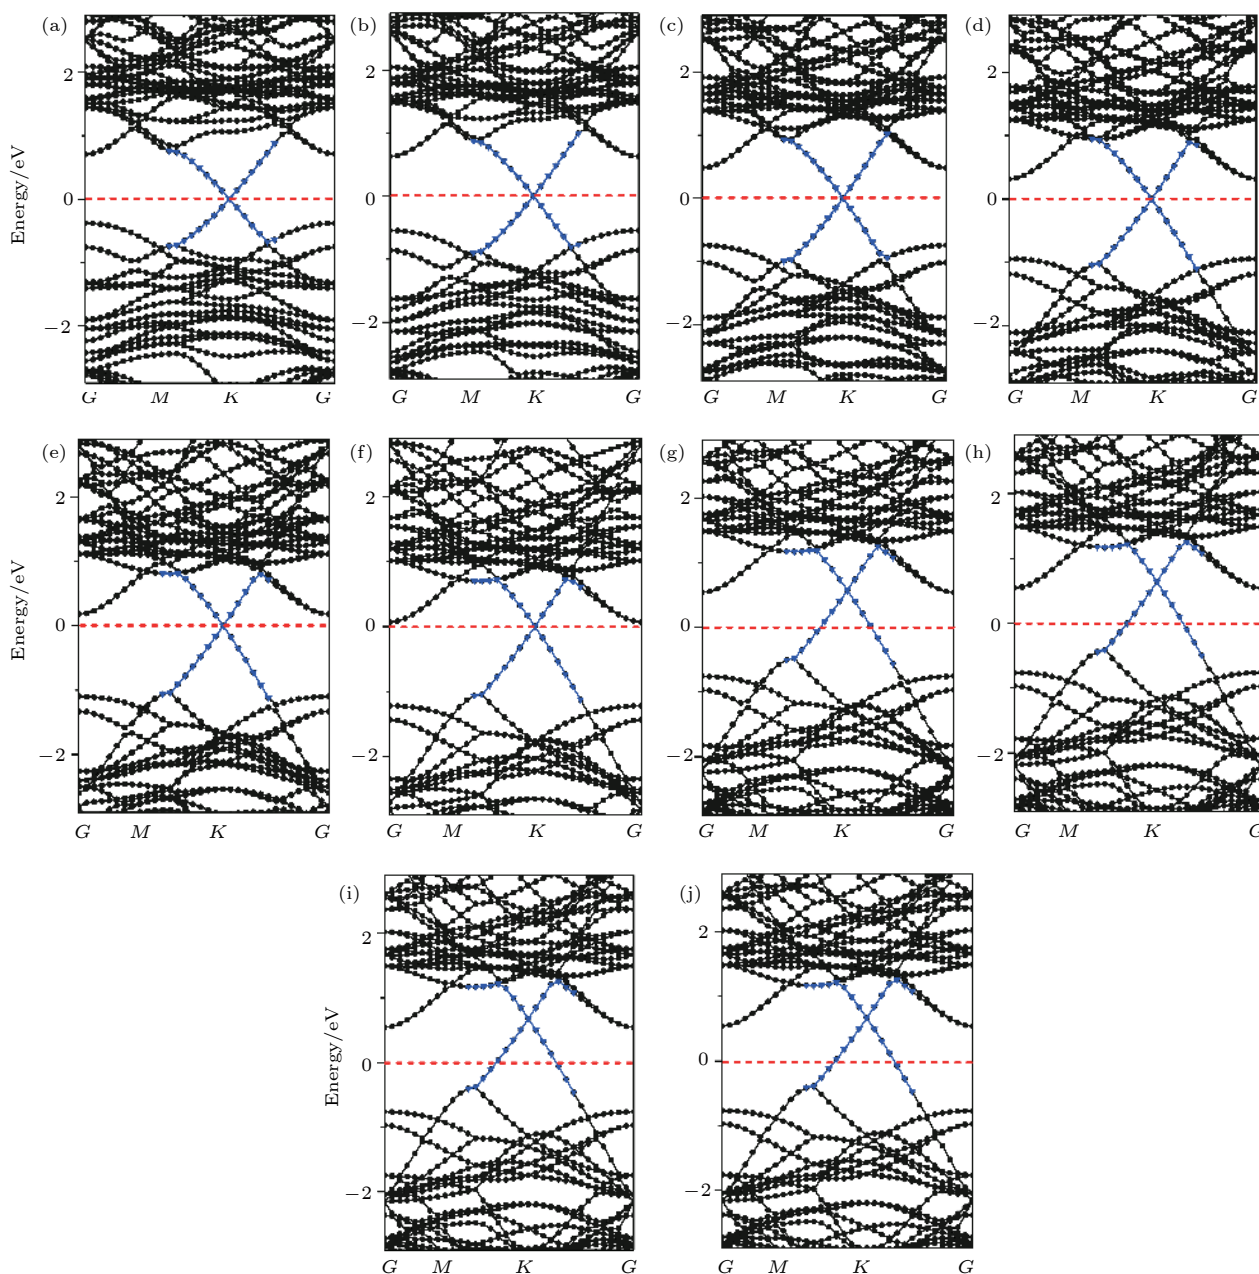 (a) (b) (c) (d)
2 2 2 2
Energy/eV
0 0 0 0
−2 −2 −2 −2
G M K G G M K G G M K G G M K G
(e) (f) (g) (h)
2 2 2 2
Energy/eV
0 0 0 0
−2 −2 −2 −2
G M K G G M K G G M K G G M K G
(i) (j)
2 2
Energy/eV
0 0
−2 −2
G M K G G M K G